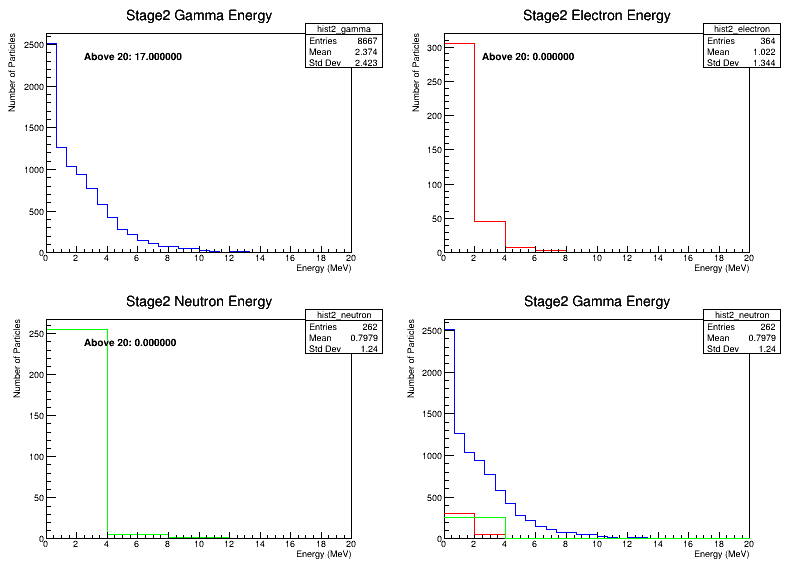 Stage2 Gamma Energy
hist2_gamma
Entries 8667
Mean 2.374
Std Dev 2.423
Above 20: 17.000000
Number of Particles
2500
2000
1500
1000
500
0
0 2 4 6 8 10 12 14 16 18 20
Energy (MeV)
Stage2 Electron Energy
hist2_electron
Entries 364
Mean 1.022
Std Dev 1.344
Above 20: 0.000000
Number of Particles
300
250
200
150
100
50
0
0 2 4 6 8 10 12 14 16 18 20
Energy (MeV)
Stage2 Neutron Energy
hist2_neutron
Entries 262
Mean 0.7979
Std Dev 1.24
Above 20: 0.000000
Number of Particles
250
200
150
100
50
0
0 2 4 6 8 10 12 14 16 18 20
Energy (MeV)
Stage2 Gamma Energy
hist2_neutron
Entries 262
Mean 0.7979
Std Dev 1.24
Number of Particles
2500
2000
1500
1000
500
0
0 2 4 6 8 10 12 14 16 18 20
Energy (MeV)